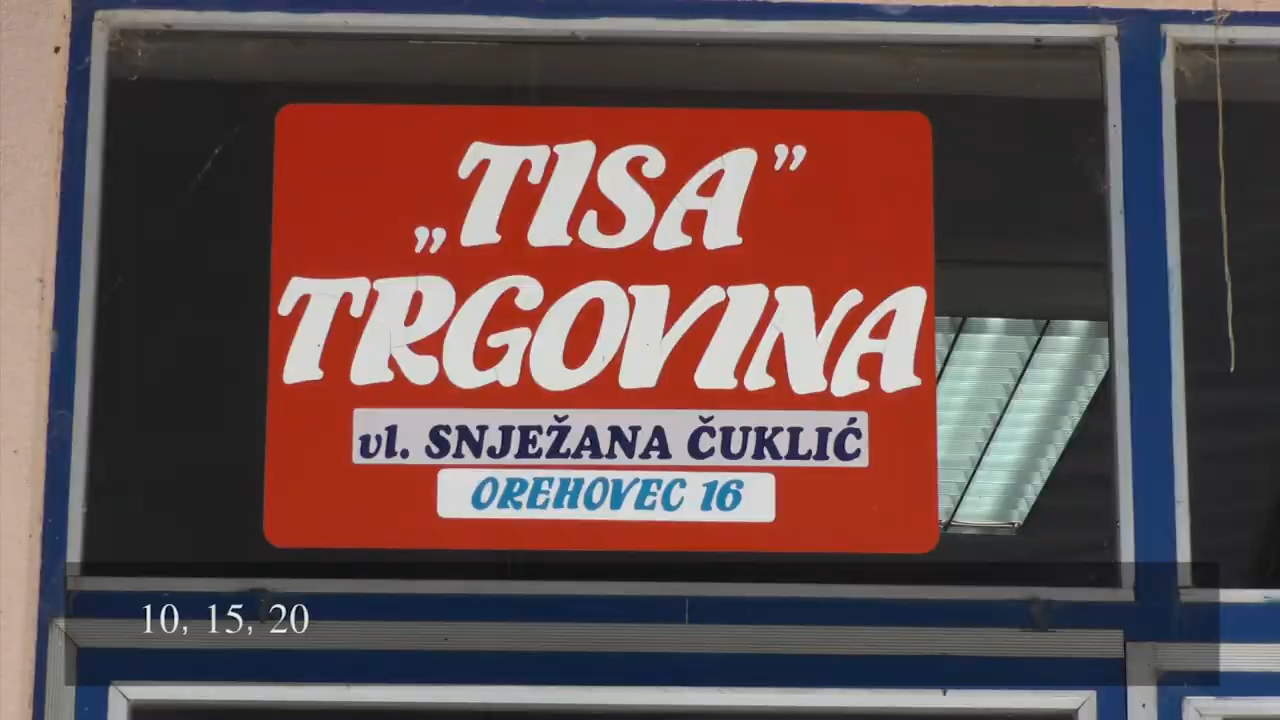 „TISA”
TRGOVINA
vl. SNJEŽANA ČUKLIĆ
OREHOVEC 16
10, 15, 20